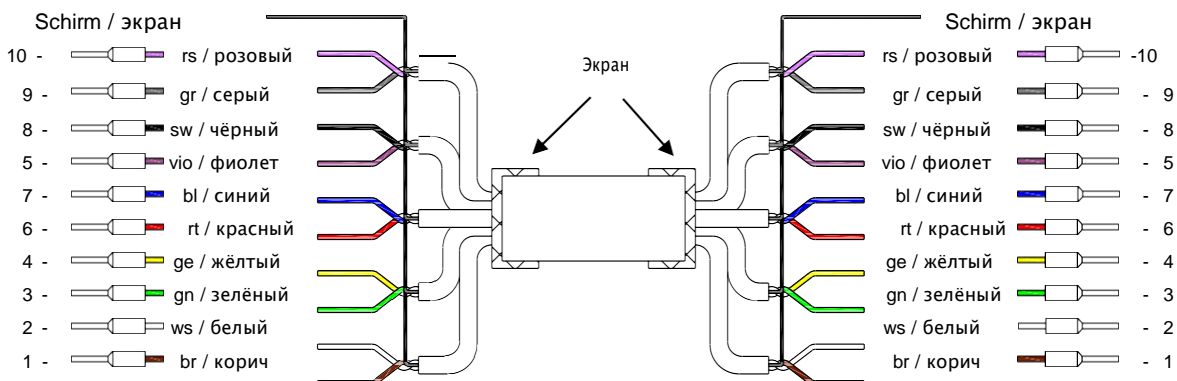 Schirm / экран Schirm / экран
10 - rs / розовый Экран rs / розовый -10
9 - gr / серый gr / серый - 9
8 - sw / чёрный sw / чёрный - 8
5 - vio / фиолет vio / фиолет - 5
7 - bl / синий bl / синий - 7
6 - rt / красный rt / красный - 6
4 - ge / жёлтый ge / жёлтый - 4
3 - gn / зелёный gn / зелёный - 3
2 - ws / белый ws / белый - 2
1 - br / корич br / корич - 1